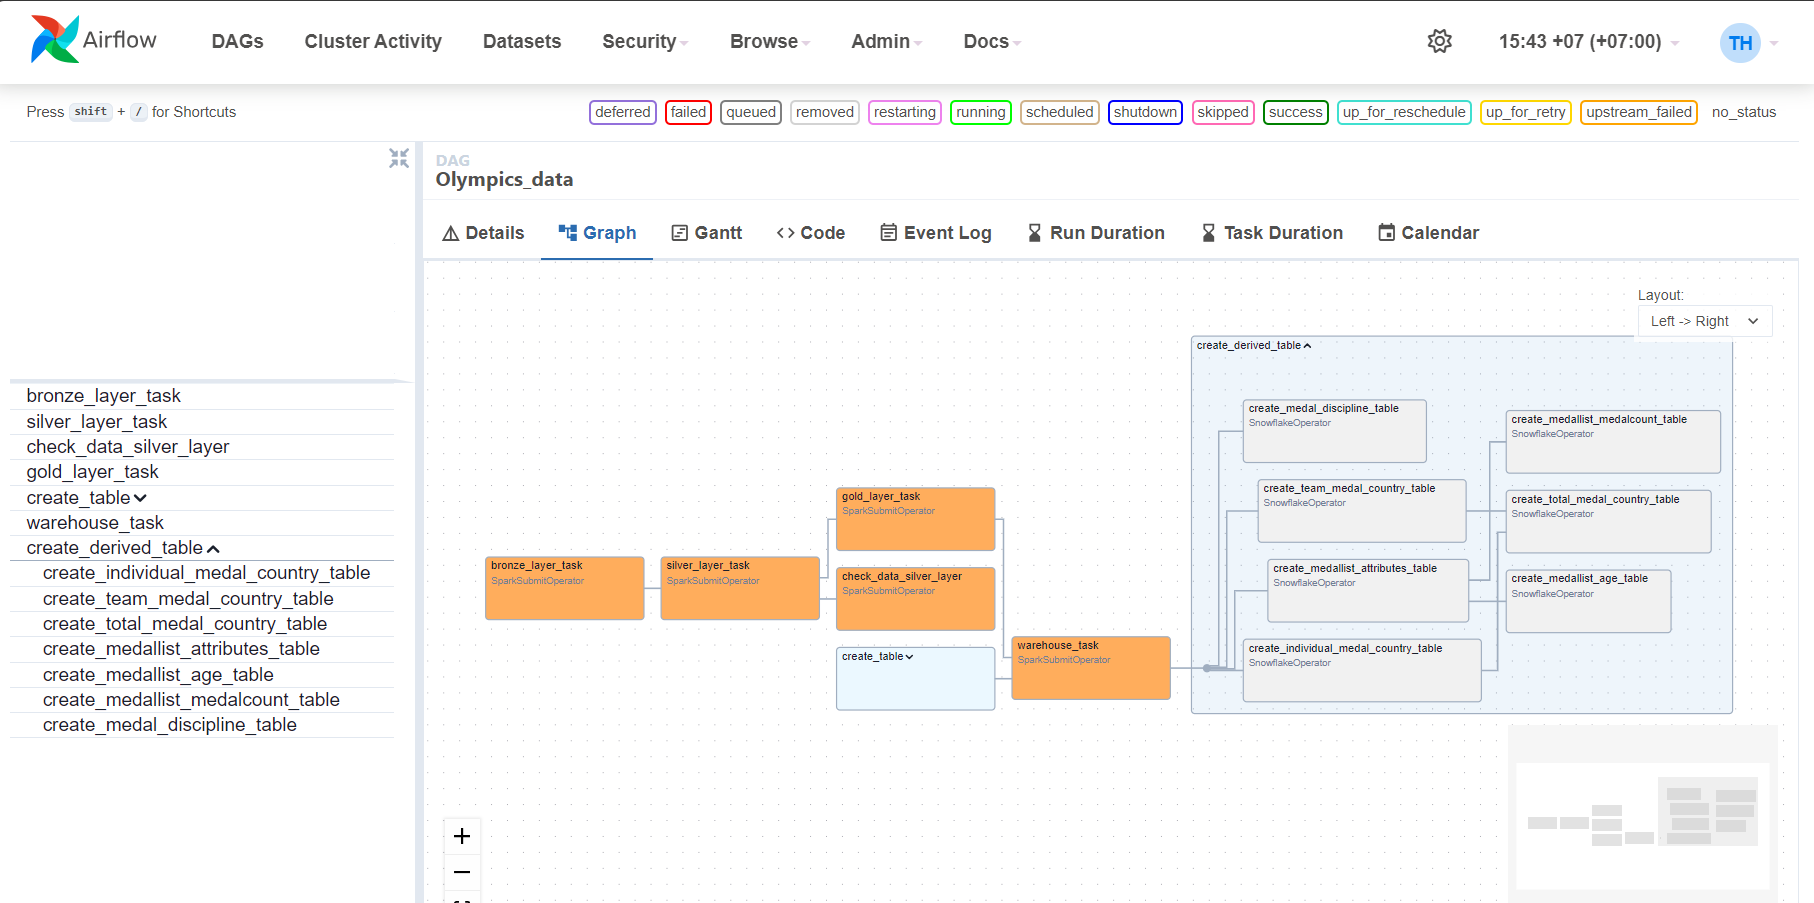 Airflow
DAGs Cluster Activity Datasets Security Browse Admin Docs 15:43 +07 (+07:00) TH
Press shift + / for Shortcuts
deferred failed queued removed restarting running scheduled shutdown skipped success up_for_reschedule up_for_retry upstream_failed no_status
DAG
Olympics_data
Details Graph Gantt Code Event Log Run Duration Task Duration Calendar
bronze_layer_task
silver_layer_task
check_data_silver_layer
gold_layer_task
create_table
warehouse_task
create_derived_table
create_individual_medal_country_table
create_team_medal_country_table
create_total_medal_country_table
create_medallist_attributes_table
create_medallist_age_table
create_medallist_medalcount_table
create_medal_discipline_table
Layout:
Left -> Right
bronze_layer_task
SparkSubmitOperator
silver_layer_task
SparkSubmitOperator
gold_layer_task
SparkSubmitOperator
check_data_silver_layer
SparkSubmitOperator
create_table
warehouse_task
SparkSubmitOperator
create_derived_table
create_medal_discipline_table
SnowflakeOperator
create_team_medal_country_table
SnowflakeOperator
create_medallist_attributes_table
SnowflakeOperator
create_individual_medal_country_table
SnowflakeOperator
create_medallist_medalcount_table
SnowflakeOperator
create_total_medal_country_table
SnowflakeOperator
create_medallist_age_table
SnowflakeOperator